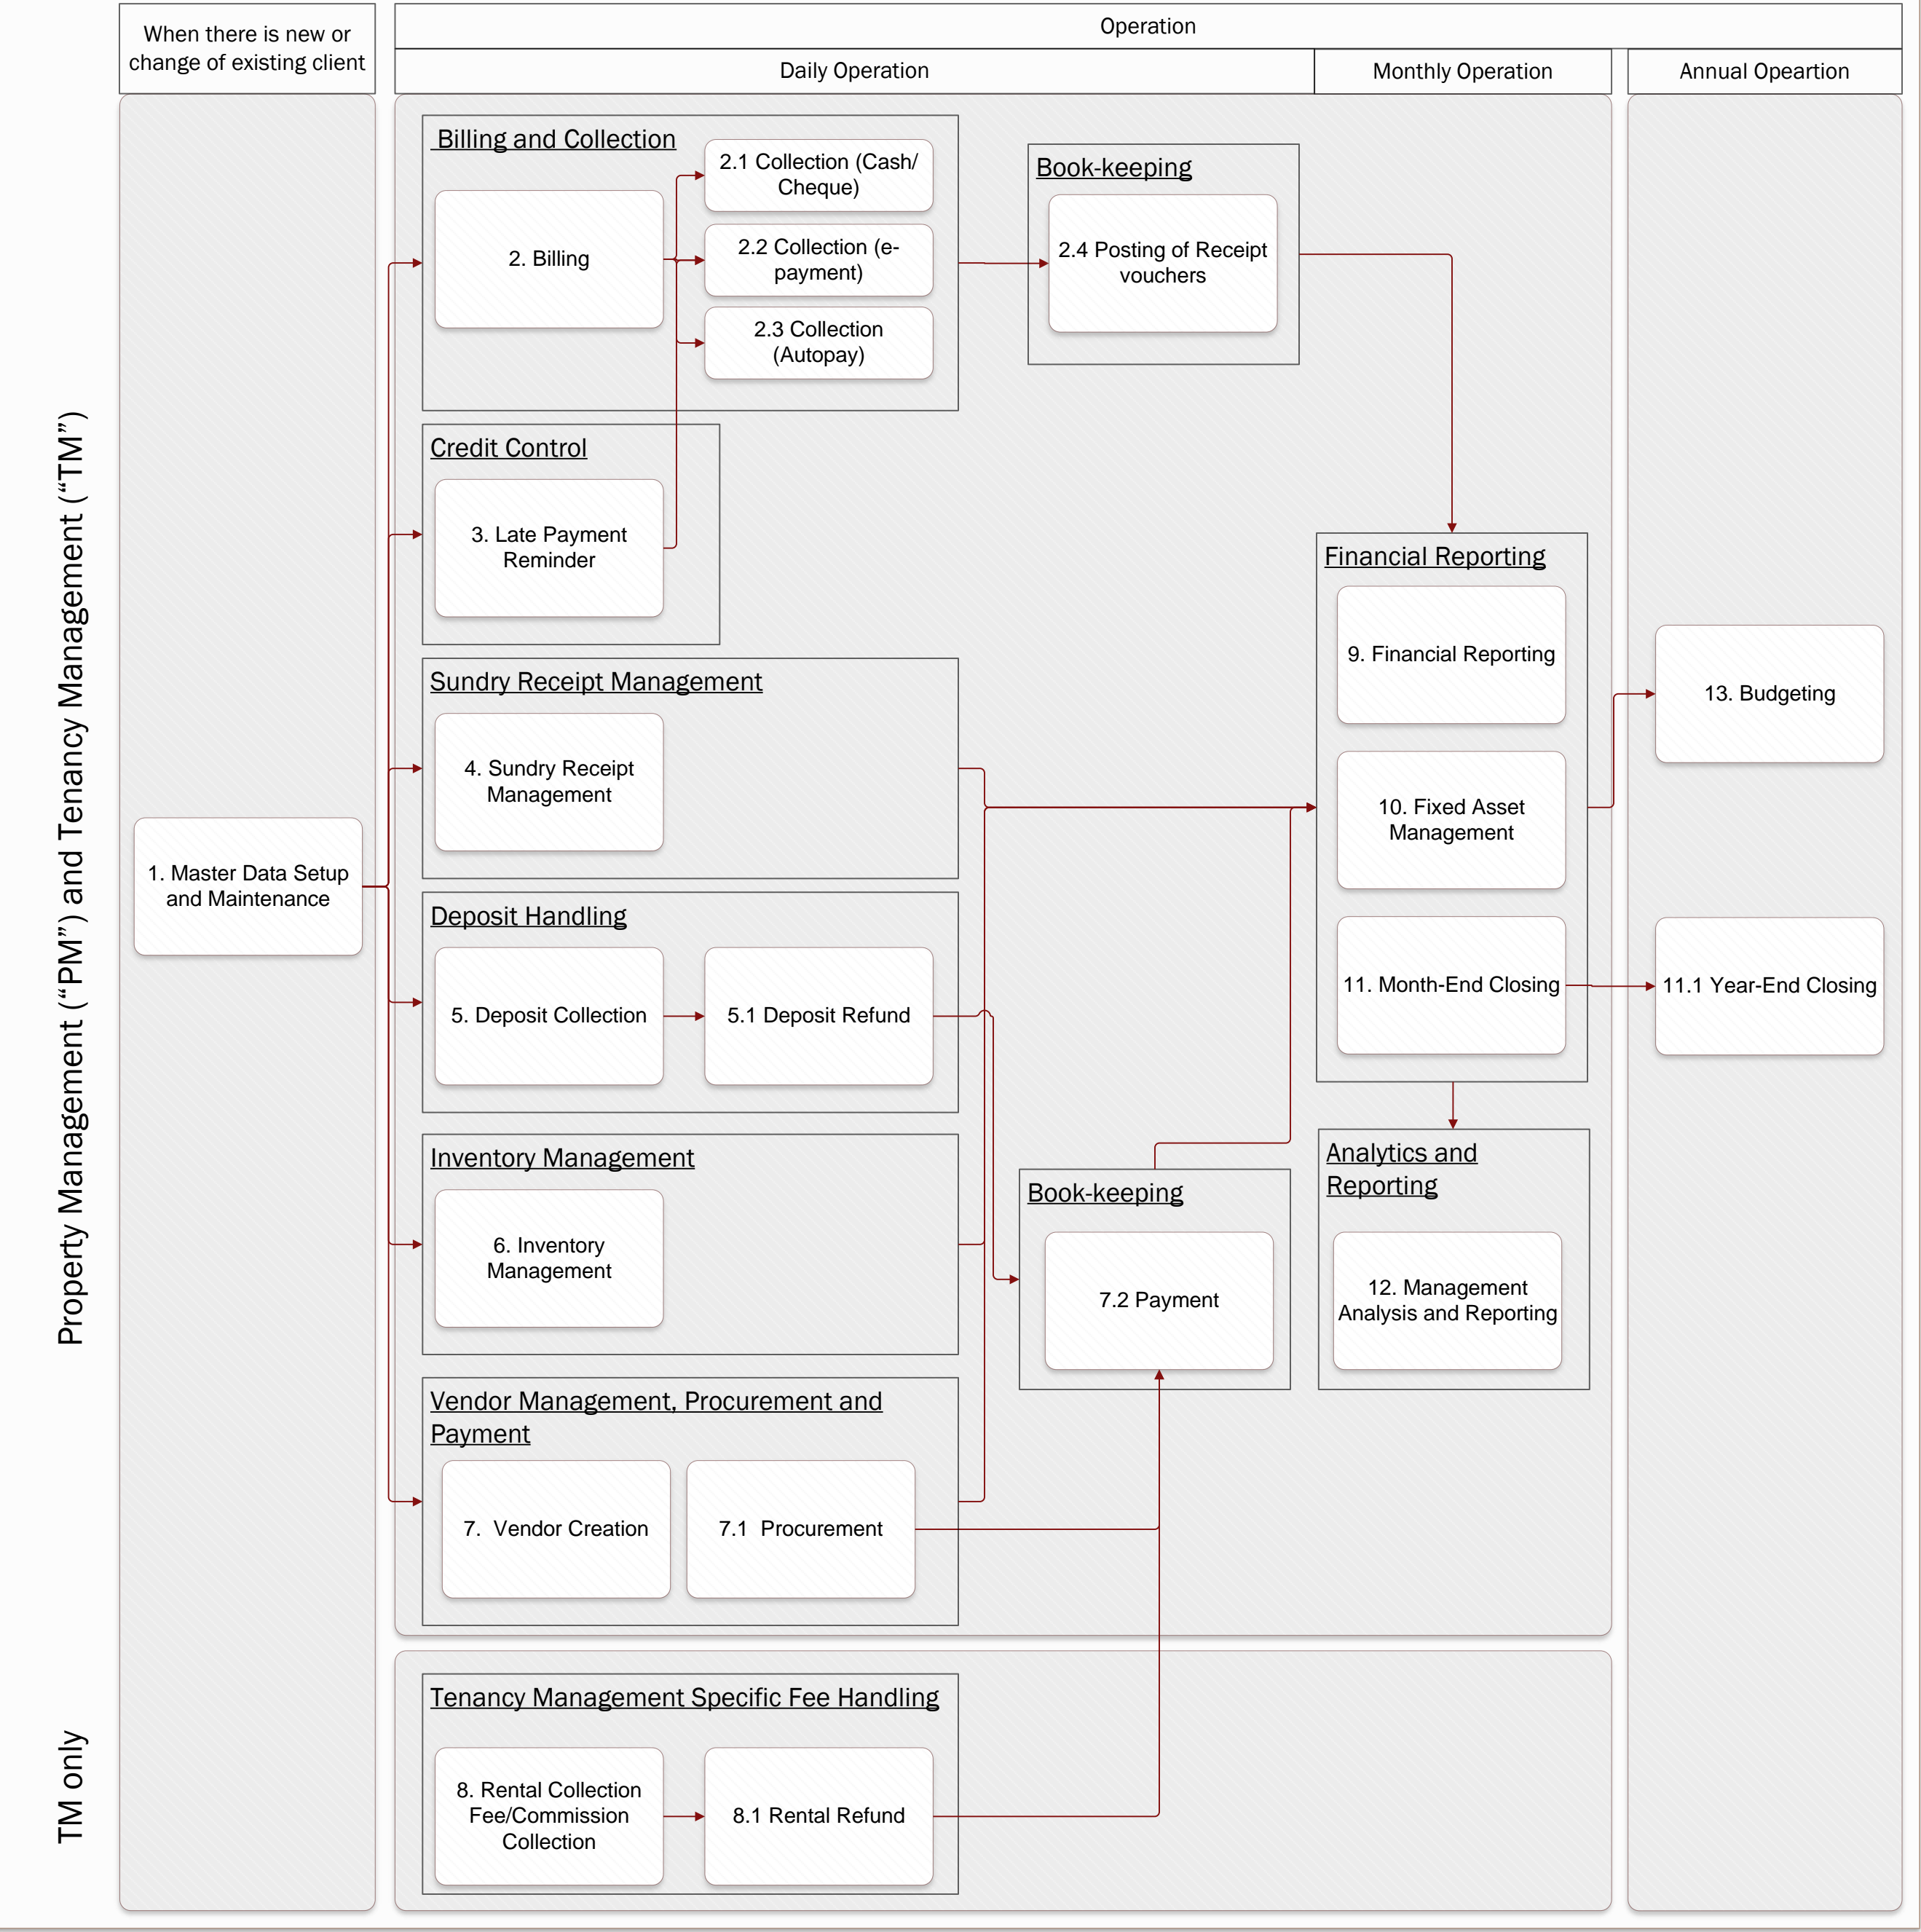 When there is new or
change of existing client
Operation
Daily Operation
Monthly Operation
Annual Opeartion
Property Management (“PM”) and Tenancy Management (“TM”)
TM only
1. Master Data Setup
and Maintenance
Billing and Collection
2. Billing
2.1 Collection (Cash/
Cheque)
2.2 Collection (e-
payment)
2.3 Collection
(Autopay)
Book-keeping
2.4 Posting of Receipt
vouchers
Credit Control
3. Late Payment
Reminder
Sundry Receipt Management
4. Sundry Receipt
Management
Deposit Handling
5. Deposit Collection
5.1 Deposit Refund
Inventory Management
6. Inventory
Management
Vendor Management, Procurement and
Payment
7. Vendor Creation
7.1 Procurement
Book-keeping
7.2 Payment
Tenancy Management Specific Fee Handling
8. Rental Collection
Fee/Commission
Collection
8.1 Rental Refund
Financial Reporting
9. Financial Reporting
10. Fixed Asset
Management
11. Month-End Closing
Analytics and
Reporting
12. Management
Analysis and Reporting
13. Budgeting
11.1 Year-End Closing